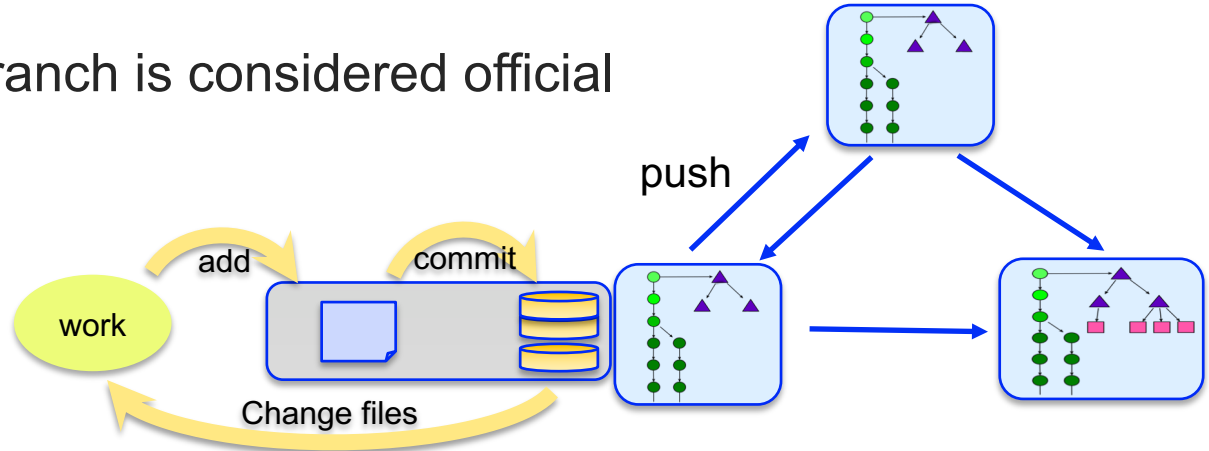 ranch is considered official
push
add
commit
work
Change files